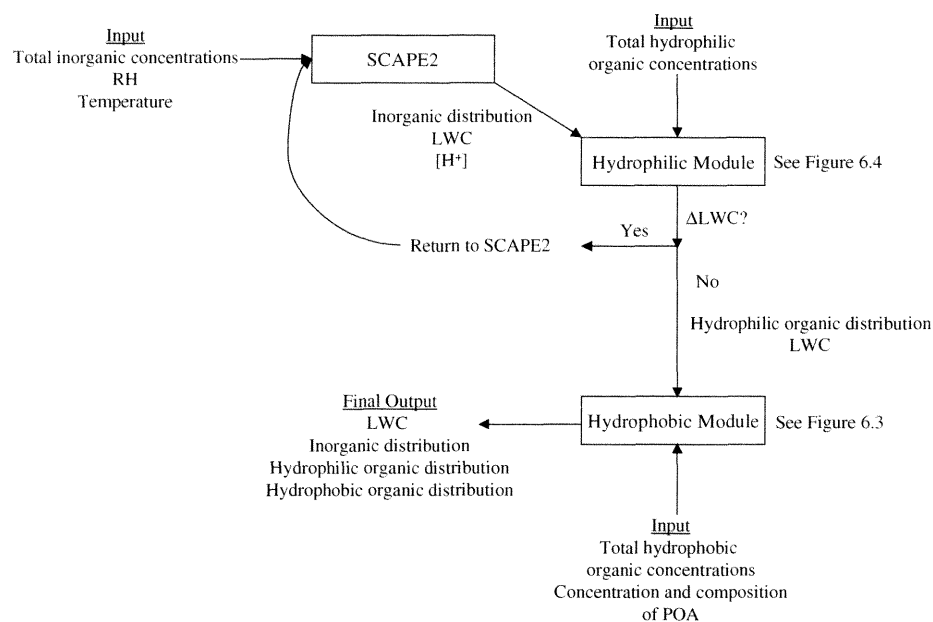 Input
Total inorganic concentrations
RH
Temperature
SCAPE2
Input
Total hydrophilic
organic concentrations
Inorganic distribution
LWC
[H⁺]
Hydrophilic Module
See Figure 6.4
ΔLWC?
Yes
Return to SCAPE2
No
Hydrophilic organic distribution
LWC
Final Output
LWC
Inorganic distribution
Hydrophilic organic distribution
Hydrophobic organic distribution
Hydrophobic Module
See Figure 6.3
Input
Total hydrophobic
organic concentrations
Concentration and composition
of POA